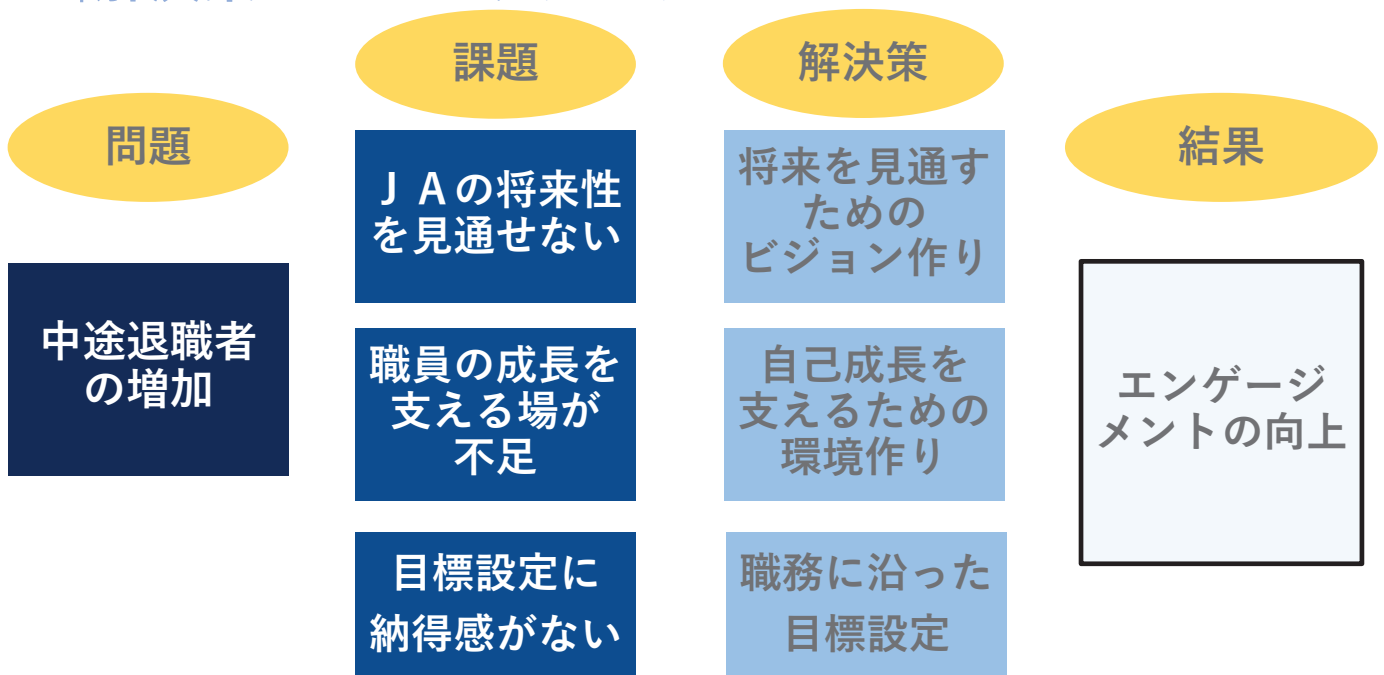 問題
中途退職者
の増加
課題
ＪＡの将来性
を見通せない
職員の成長を
支える場が
不足
目標設定に
納得感がない
解決策
将来を見通す
ための
ビジョン作り
自己成長を
支えるための
環境作り
職務に沿った
目標設定
結果
エンゲージ
メントの向上